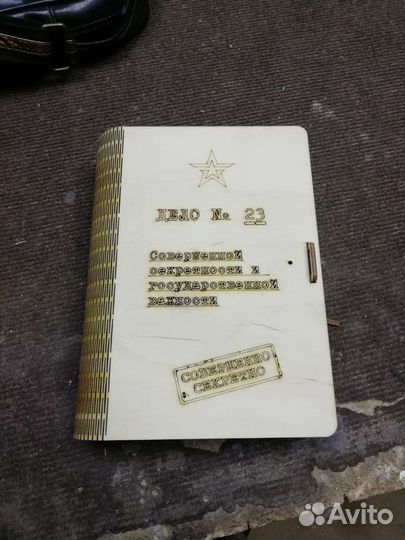 ДЕЛО № 23
Совершенной
секретности и
государственной
важности
СОВЕРШЕННО
СЕКРЕТНО
Avito